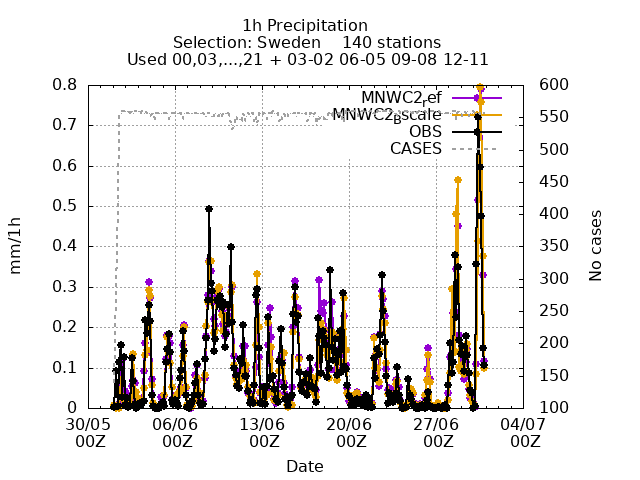 1h Precipitation
Selection: Sweden 140 stations
Used 00,03,...,21 + 03-02 06-05 09-08 12-11
MNWC2ref
MNWC2Bscale
OBS
CASES
0.8
0.7
0.6
0.5
0.4
0.3
0.2
0.1
0
mm/1h
600
550
500
450
400
350
300
250
200
150
100
No cases
30/05 06/06 13/06 20/06 27/06 04/07
00Z 00Z 00Z 00Z 00Z 00Z
Date